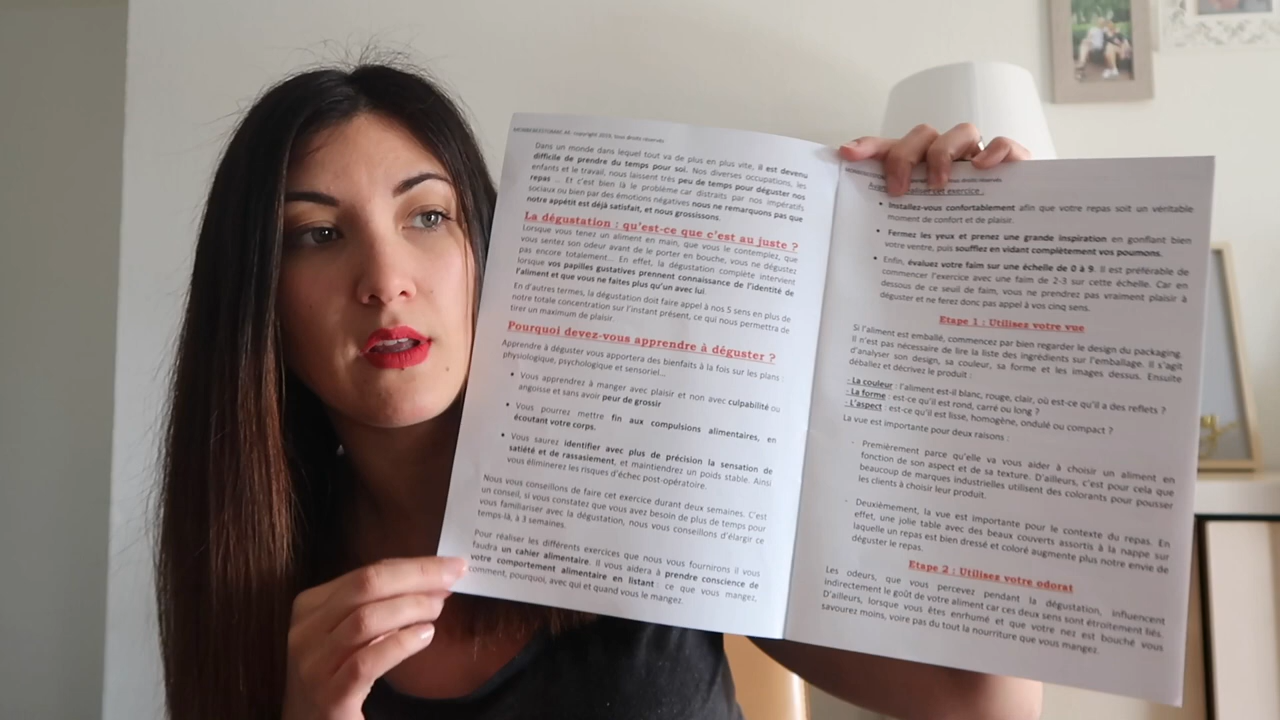 copyright 2019, tous droits réservés
Dans un monde dans lequel tout va de plus en plus vite, il est devenu
difficile de prendre du temps pour soi. Nos diverses occupations, les
enfants et le travail, nous laissent très peu de temps pour déguster nos
repas ... Et c'est bien là le problème car distraits par nos impératifs
sociaux ou bien par des émotions négatives nous ne remarquons pas que
notre appétit est déjà satisfait, et nous grossissons.
La dégustation : qu'est-ce que c'est au juste ?
Lorsque vous tenez un aliment en main, que vous le contemplez, que
vous sentez son odeur avant de le porter en bouche, vous ne dégustez
pas encore totalement... En effet, la dégustation complète intervient
lorsque vos papilles gustatives prennent connaissance de l'identité de
l'aliment et que vous ne faites plus qu'un avec lui.
En d'autres termes, la dégustation doit faire appel à nos 5 sens en plus de
notre totale concentration sur l'instant présent, ce qui nous permettra de
tirer un maximum de plaisir.
Pourquoi devez-vous apprendre à déguster ?
Apprendre à déguster vous apportera des bienfaits à la fois sur les plans :
physiologique, psychologique et sensoriel...
• Vous apprendrez à manger avec plaisir et non avec culpabilité ou
angoisse et sans avoir peur de grossir
• Vous pourrez mettre fin aux compulsions alimentaires, en
écoutant votre corps.
• Vous saurez identifier avec plus de précision la sensation de
satiété et de rassasiement, et maintiendrez un poids stable. Ainsi
vous éliminerez les risques d'échec post-opératoire.
Nous vous conseillons de faire cet exercice durant deux semaines. C'est
un conseil, si vous constatez que vous avez besoin de plus de temps pour
vous familiariser avec la dégustation, nous vous conseillons d'élargir ce
temps-là, à 3 semaines.
Pour réaliser les différents exercices que nous vous fournirons il vous
faudra un cahier alimentaire. Il vous aidera à prendre conscience de
votre comportement alimentaire en listant : ce que vous mangez,
comment, pourquoi, avec qui et quand vous le mangez.
tous droits réservés
réaliser cet exercice :
• Installez-vous confortablement afin que votre repas soit un véritable
moment de confort et de plaisir.
• Fermez les yeux et prenez une grande inspiration en gonflant bien
votre ventre, puis soufflez en vidant complètement vos poumons.
• Enfin, évaluez votre faim sur une échelle de 0 à 9. Il est préférable de
commencer l'exercice avec une faim de 2-3 sur cette échelle. Car en
dessous de ce seuil de faim, vous ne prendrez pas vraiment plaisir à
déguster et ne ferez donc pas appel à vos cinq sens.
Etape 1 : Utilisez votre vue
Si l'aliment est emballé, commencez par bien regarder le design du packaging.
Il n'est pas nécessaire de lire la liste des ingrédients sur l'emballage. Il s'agit
d'analyser son design, sa couleur, sa forme et les images dessus. Ensuite
déballez et décrivez le produit :
- La couleur : l'aliment est-il blanc, rouge, clair, où est-ce qu'il a des reflets ?
- La forme : est-ce qu'il est rond, carré ou long ?
- L'aspect : est-ce qu'il est lisse, homogène, ondulé ou compact ?
La vue est importante pour deux raisons :
- Premièrement parce qu'elle va vous aider à choisir un aliment en
fonction de son aspect et de sa texture. D'ailleurs, c'est pour cela que
beaucoup de marques industrielles utilisent des colorants pour pousser
les clients à choisir leur produit.
- Deuxièmement, la vue est importante pour le contexte du repas. En
effet, une jolie table avec des beaux couverts assortis à la nappe sur
laquelle un repas est bien dressé et coloré augmente plus notre envie de
déguster le repas.
Etape 2 : Utilisez votre odorat
Les odeurs, que vous percevez pendant la dégustation, influencent
indirectement le goût de votre aliment car ces deux sens sont étroitement liés.
D'ailleurs, lorsque vous êtes enrhumé et que votre nez est bouché vous
savourez moins, voire pas du tout la nourriture que vous mangez.